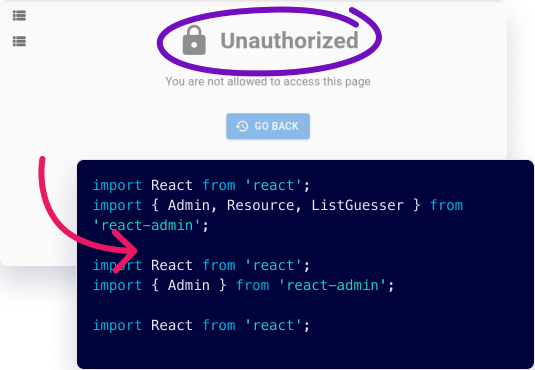 Unauthorized
You are not allowed to access this page
GO BACK
import React from 'react';
import { Admin, Resource, ListGuesser } from
'react-admin';
import React from 'react';
import { Admin } from 'react-admin';
import React from 'react';